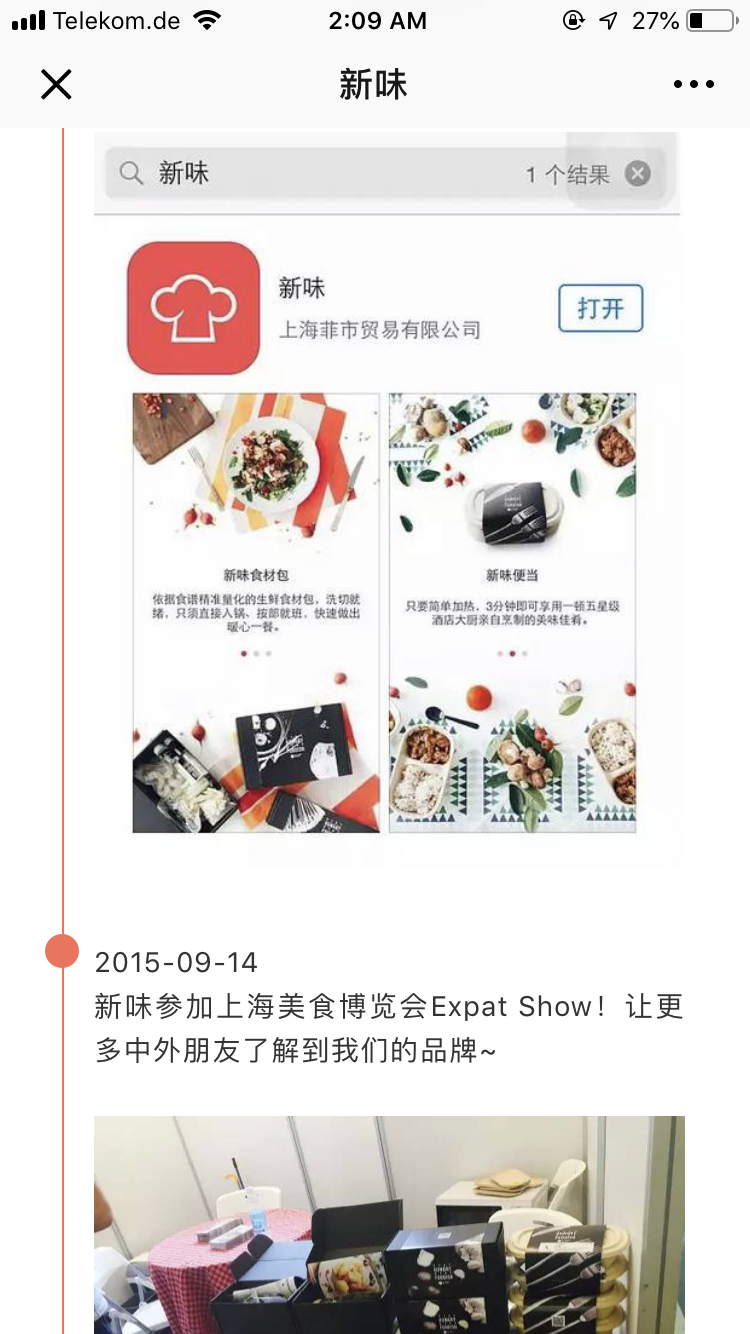 Telekom.de 2:09 AM 27%
新味
新味 1 个结果
新味
上海菲市贸易有限公司
打开
新味食材包
依据食谱精准量化的生鲜食材包，洗切就
绪，只须直接入锅、按部就班，快速做出
暖心一餐。
新味便当
只要简单加热，3分钟即可享用一顿五星级
酒店大厨亲自烹制的美味佳肴。
2015-09-14
新味参加上海美食博览会Expat Show！让更
多中外朋友了解到我们的品牌~